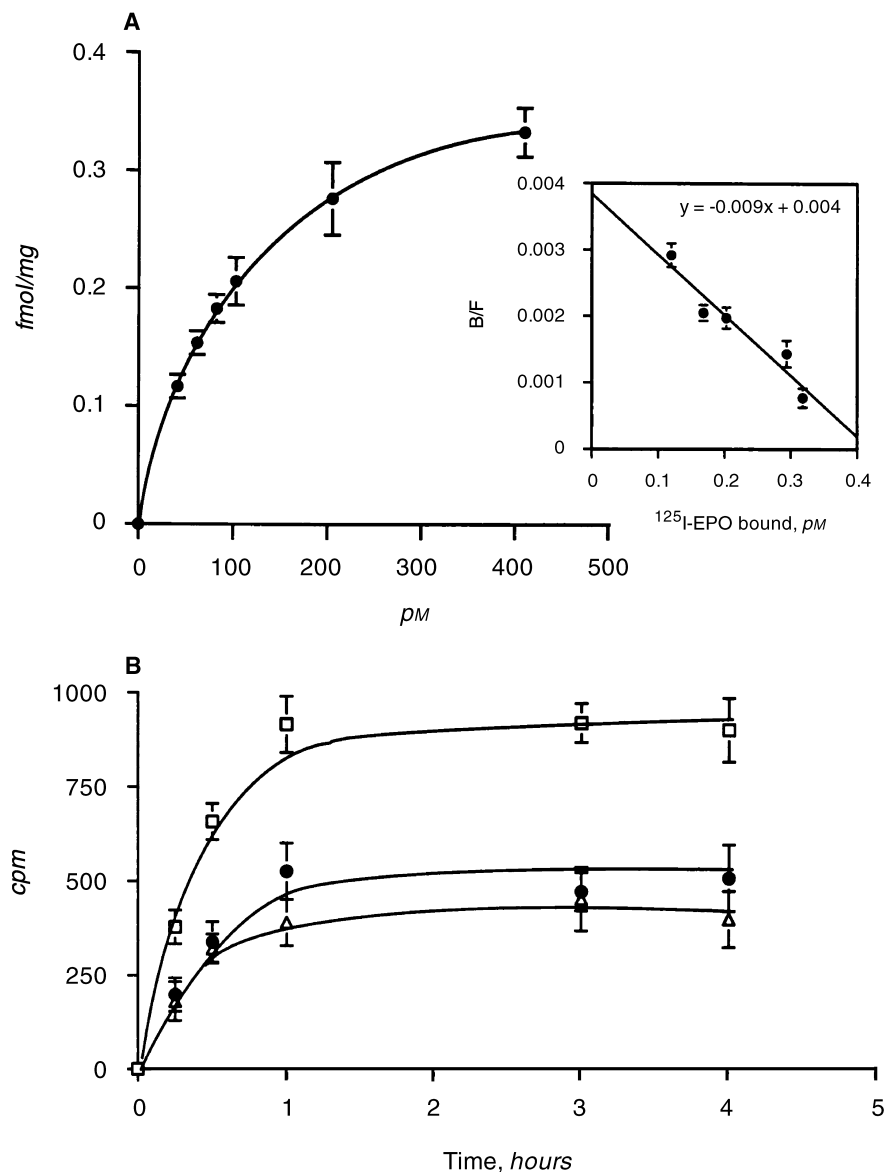 A
0.4
0.3
0.2
0.1
0
fmol/mg
0 100 200 300 400 500
pM
0.004
0.003
0.002
0.001
0
B/F
y = -0.009x + 0.004
0 0.1 0.2 0.3 0.4
¹²⁵I-EPO bound, pM
B
1000
750
500
250
0
cpm
0 1 2 3 4 5
Time, hours